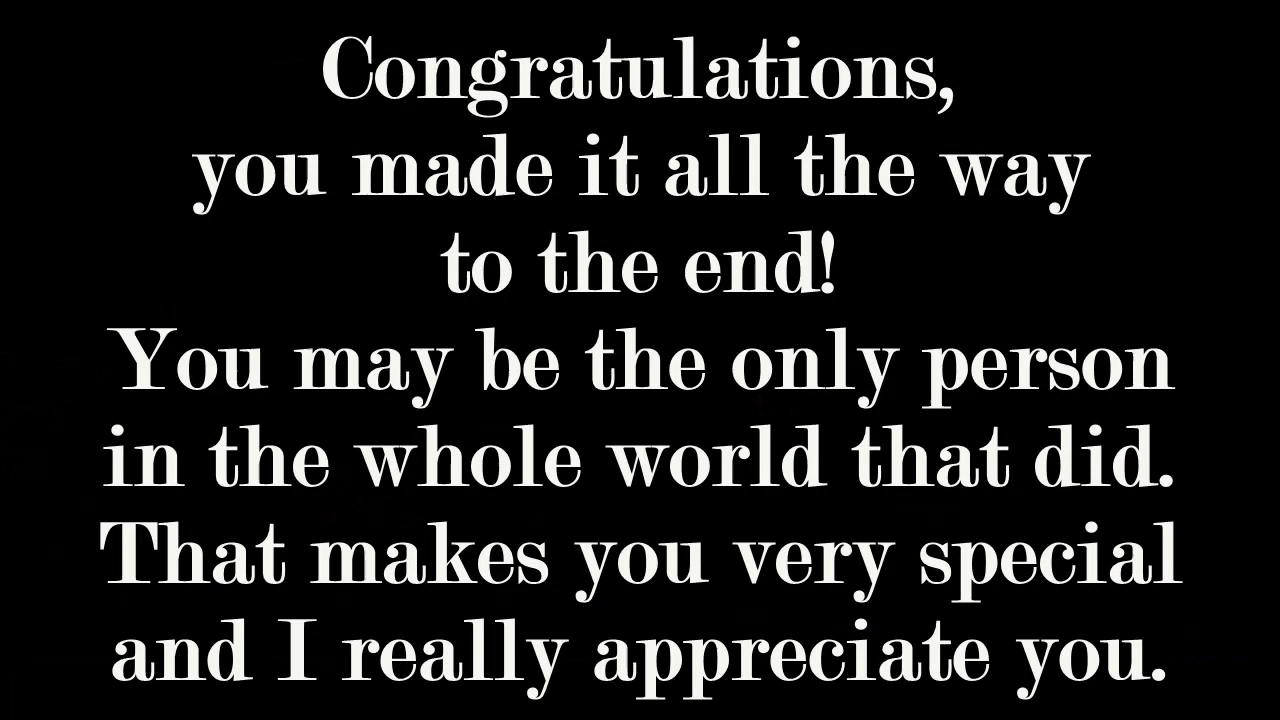 Congratulations,
you made it all the way
to the end!
You may be the only person
in the whole world that did.
That makes you very special
and I really appreciate you.